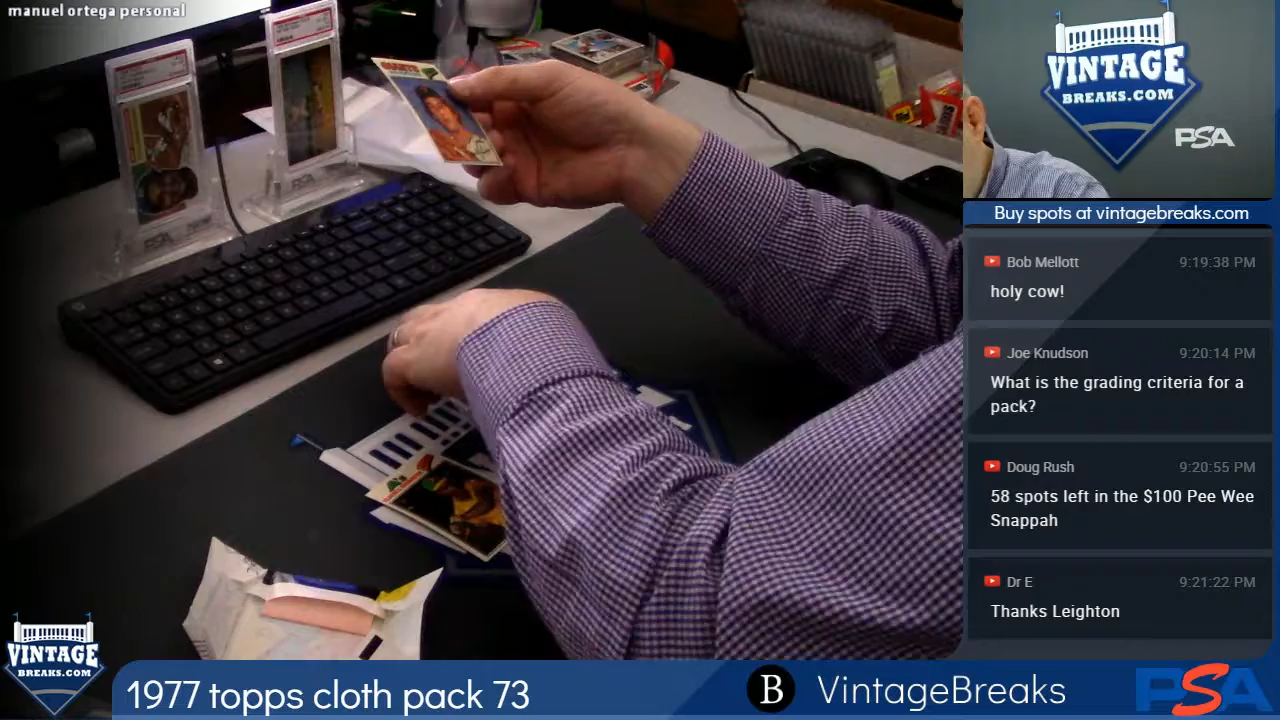 manuel ortega personal
GIANTS
VINTAGE
BREAKS.COM
PSA
Buy spots at vintagebreaks.com
Bob Mellott 9:19:38 PM
holy cow!
Joe Knudson 9:20:14 PM
What is the grading criteria for a
pack?
Doug Rush 9:20:55 PM
58 spots left in the $100 Pee Wee
Snappah
Dr E 9:21:22 PM
Thanks Leighton
VINTAGE
BREAKS.COM
1977 topps cloth pack 73
B VintageBreaks
PSA